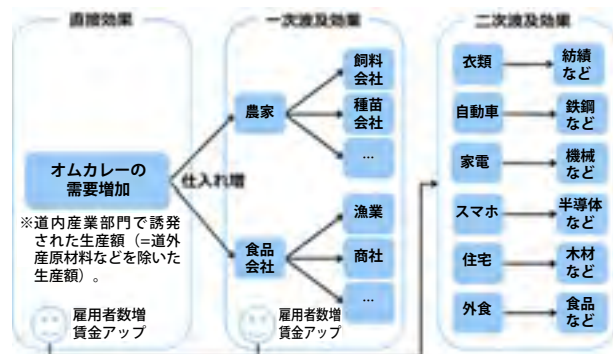 直接効果
オムカレーの
需要増加
※道内産業部門で誘発
された生産額（=道外
産原材料などを除いた
生産額）。
雇用者数増
賃金アップ
仕入れ増
一次波及効果
農家
飼料
会社
種苗
会社
…
食品
会社
漁業
商社
…
雇用者数増
賃金アップ
二次波及効果
衣類
紡績
など
自動車
鉄鋼
など
家電
機械
など
スマホ
半導体
など
住宅
木材
など
外食
食品
など